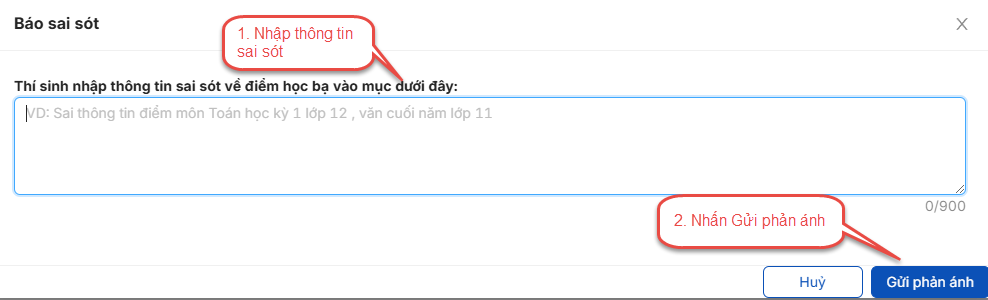 Báo sai sót
1. Nhập thông tin
sai sót
Thí sinh nhập thông tin sai sót về điểm học bạ vào mục dưới đây:
VD: Sai thông tin điểm môn Toán học kỳ 1 lớp 12 , văn cuối năm lớp 11
0/900
2. Nhấn Gửi phản ánh
Huỷ
Gửi phản ánh